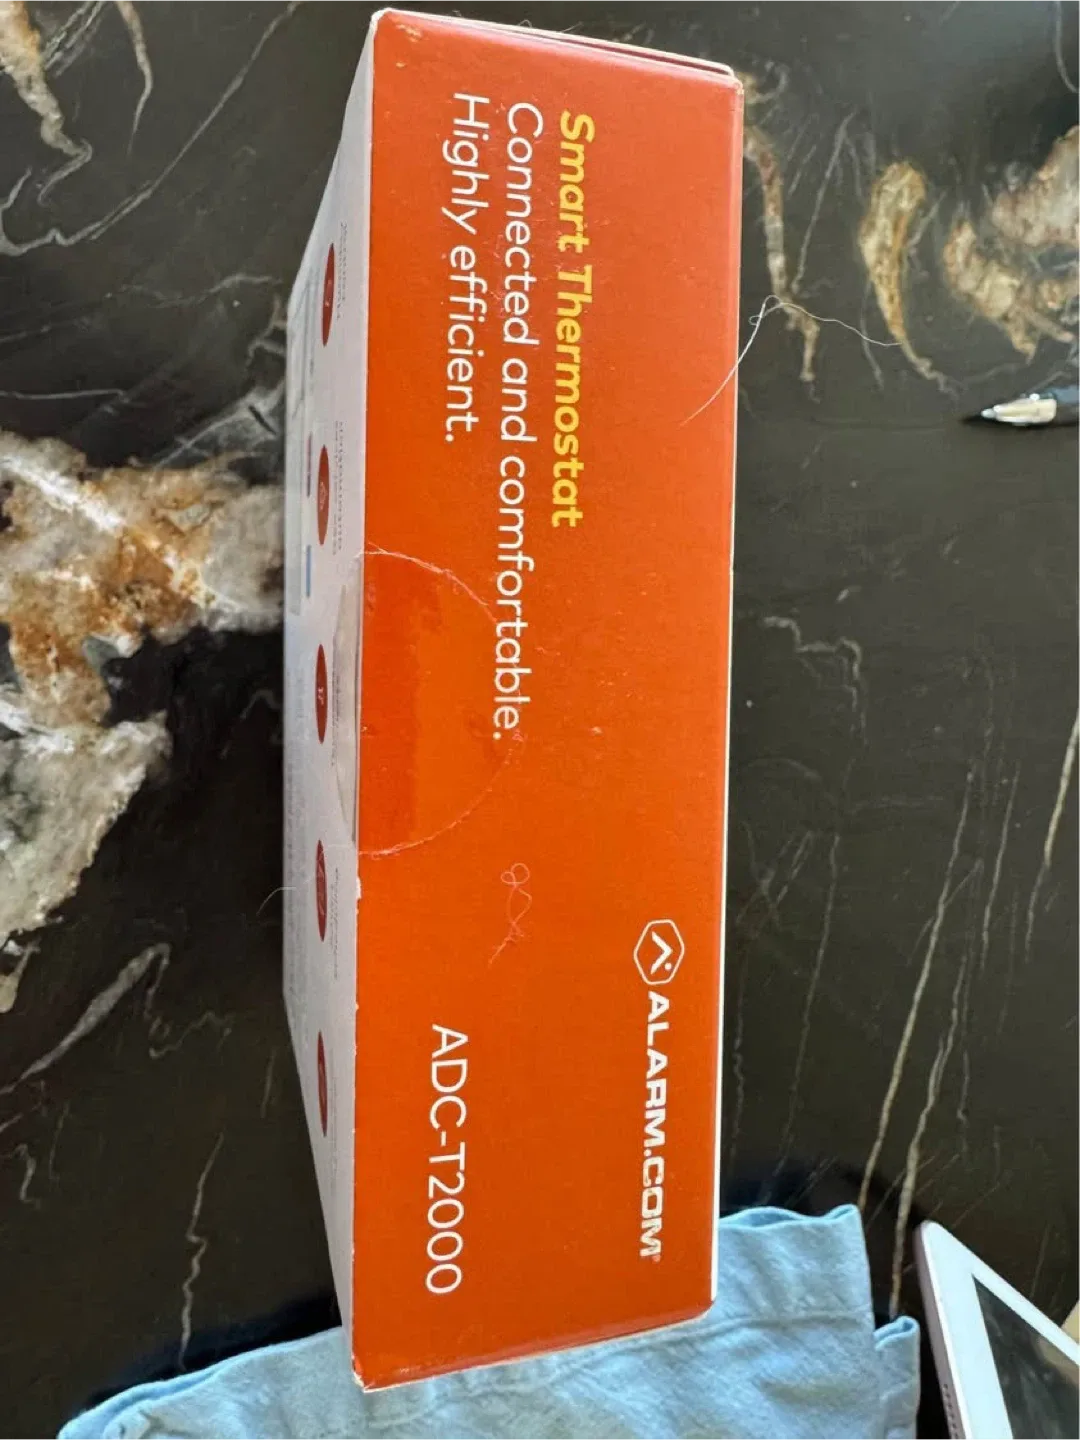 Smart Thermostat
Connected and comfortable.
Highly efficient.
ALARM.COM®
ADC-T2000